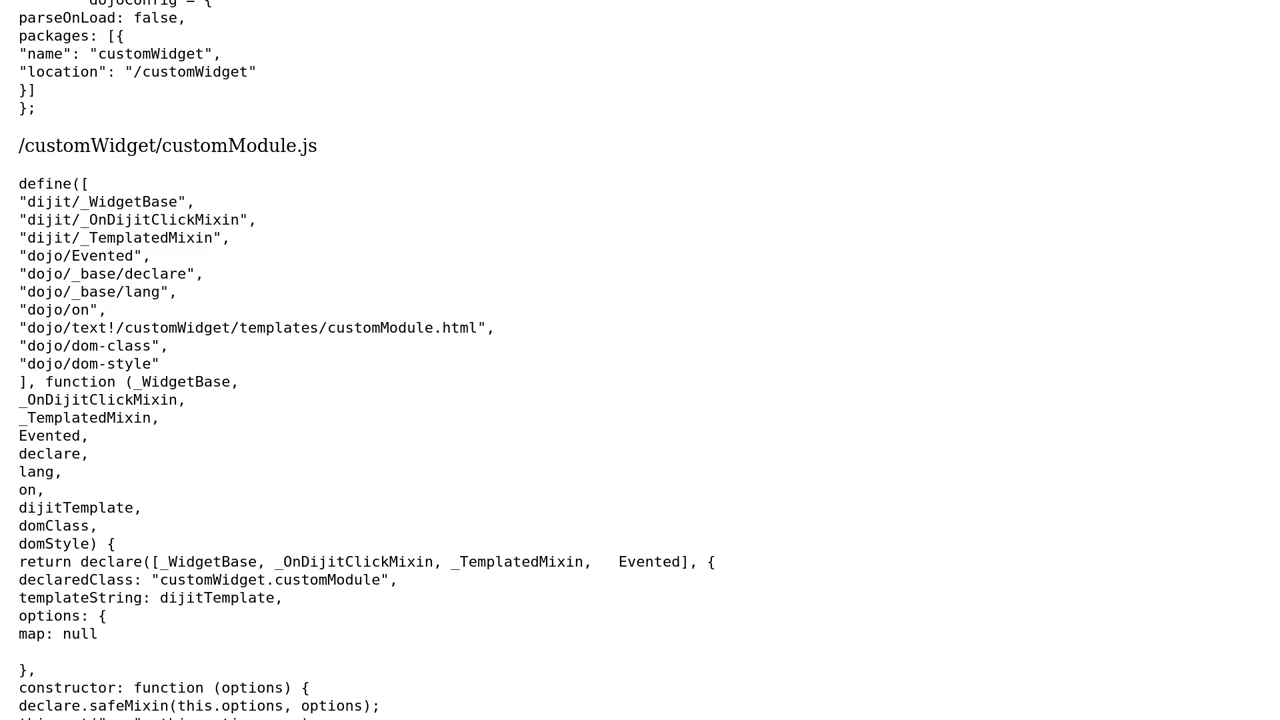 dojoConfig = {
parseOnLoad: false,
packages: [{
"name": "customWidget",
"location": "/customWidget"
}]
};
/customWidget/customModule.js
define([
"dijit/_WidgetBase",
"dijit/_OnDijitClickMixin",
"dijit/_TemplatedMixin",
"dojo/Evented",
"dojo/_base/declare",
"dojo/_base/lang",
"dojo/on",
"dojo/text!/customWidget/templates/customModule.html",
"dojo/dom-class",
"dojo/dom-style"
], function (_WidgetBase,
_OnDijitClickMixin,
_TemplatedMixin,
Evented,
declare,
lang,
on,
dijitTemplate,
domClass,
domStyle) {
return declare([_WidgetBase, _OnDijitClickMixin, _TemplatedMixin,   Evented], {
declaredClass: "customWidget.customModule",
templateString: dijitTemplate,
options: {
map: null
},
constructor: function (options) {
declare.safeMixin(this.options, options);